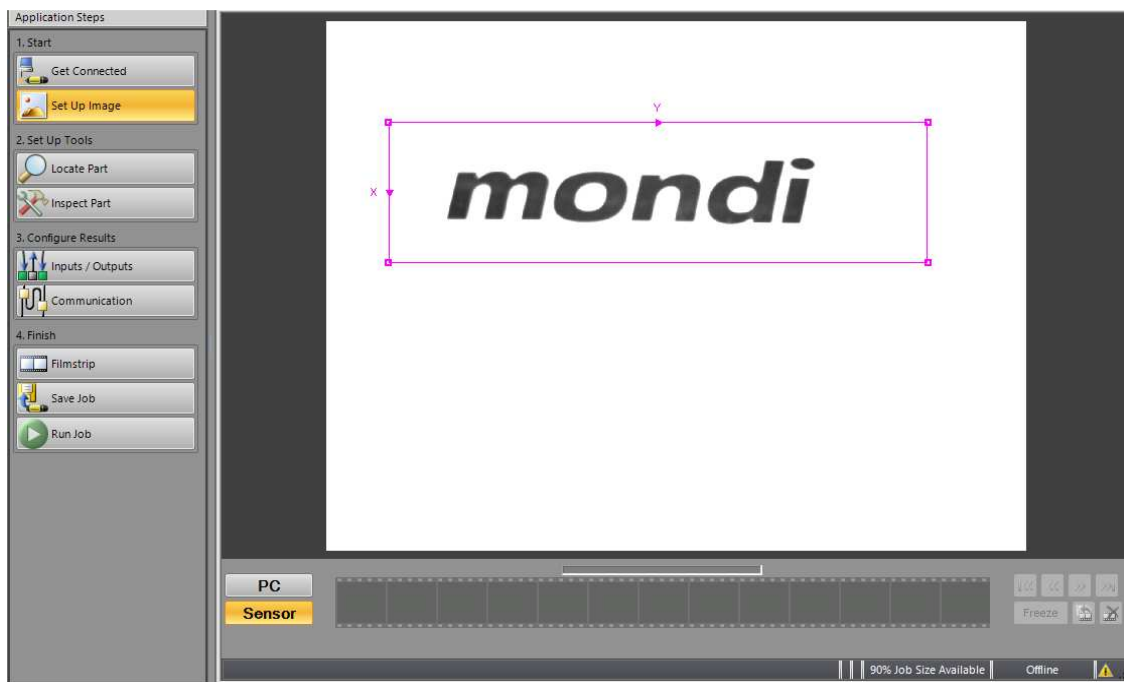 Application Steps
1. Start
Get Connected
Set Up Image
2. Set Up Tools
Locate Part
Inspect Part
3. Configure Results
Inputs / Outputs
Communication
4. Finish
Filmstrip
Save Job
Run Job
Y
X
mondi
PC
Sensor
Freeze
90% Job Size Available
Offline